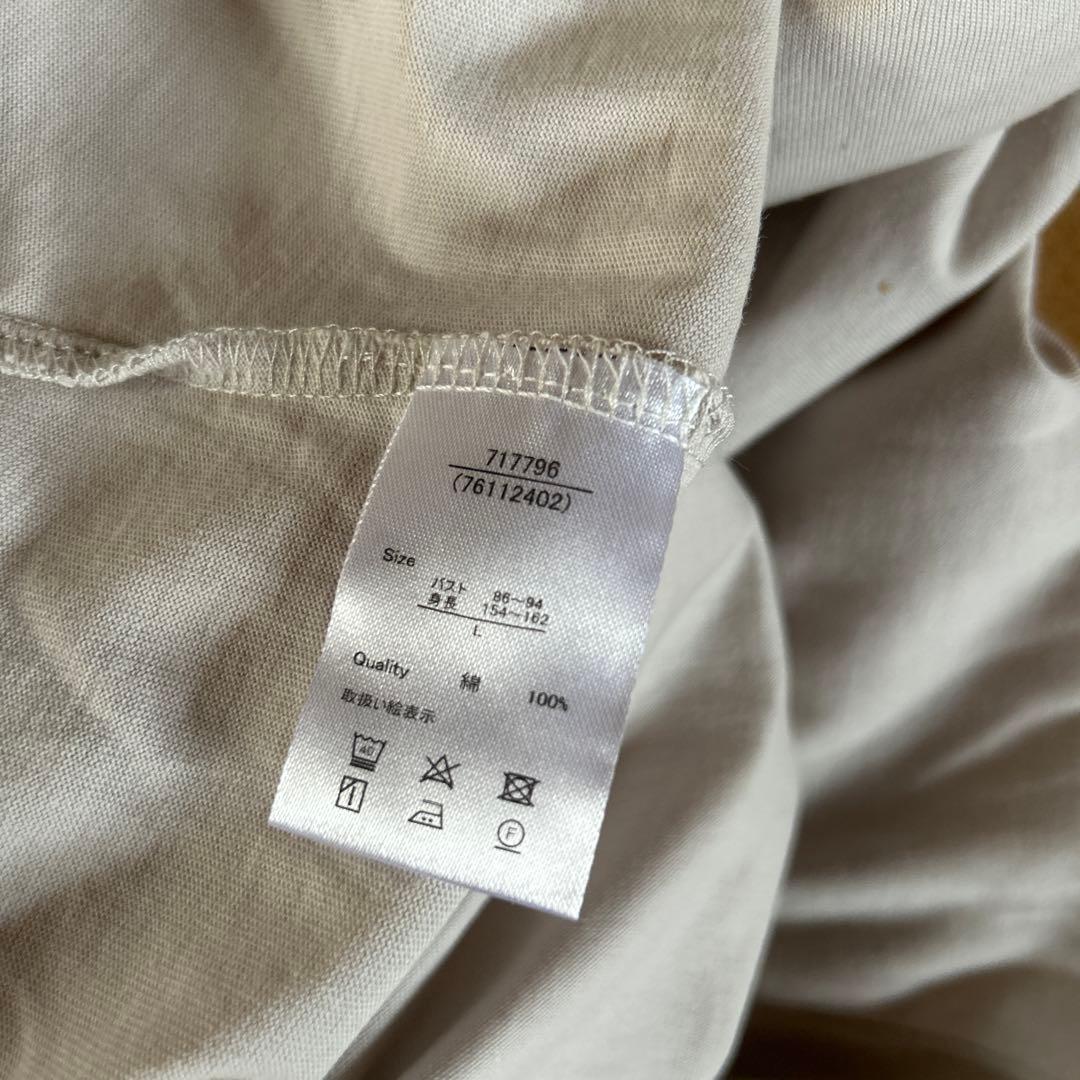 717796
(76112402)
Size
バスト 86～94
身長 154～162
L
Quality 綿 100%
取扱い絵表示
40
F